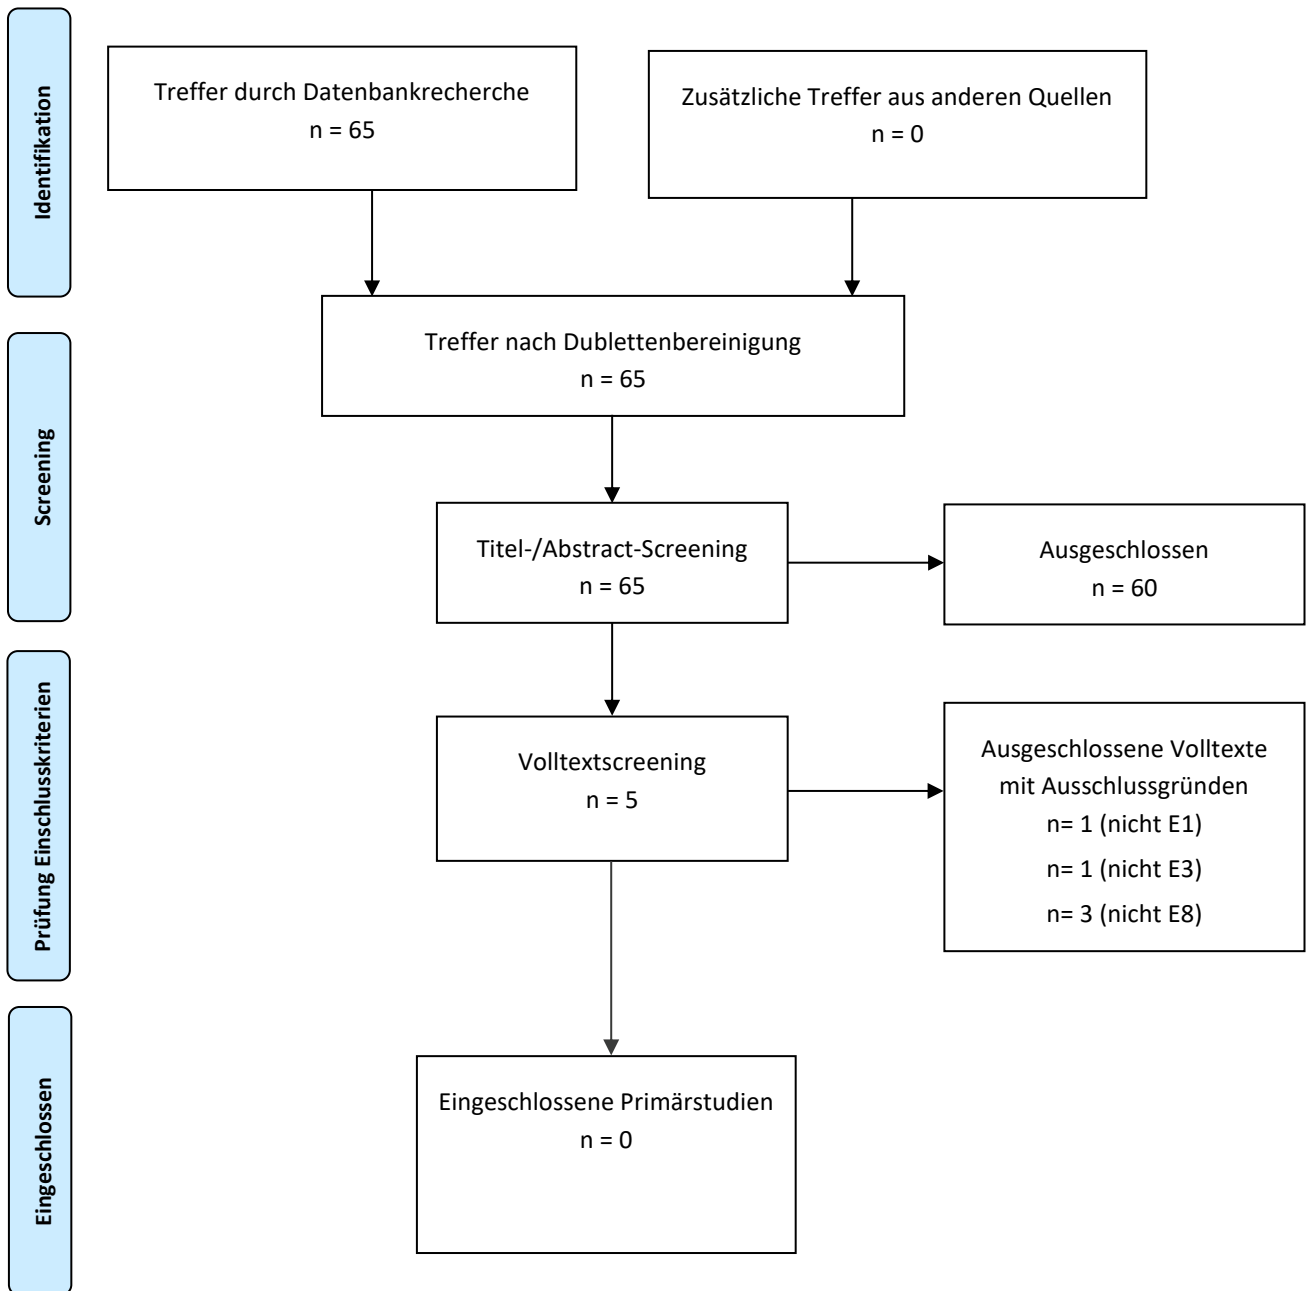 Identifikation
Treffer durch Datenbankrecherche
n = 65
Zusätzliche Treffer aus anderen Quellen
n = 0
Treffer nach Dublettenbereinigung
n = 65
Screening
Titel-/Abstract-Screening
n = 65
Ausgeschlossen
n = 60
Prüfung Einschlusskriterien
Volltextscreening
n = 5
Ausgeschlossene Volltexte
mit Ausschlussgründen
n= 1 (nicht E1)
n= 1 (nicht E3)
n= 3 (nicht E8)
Eingeschlossen
Eingeschlossene Primärstudien
n = 0